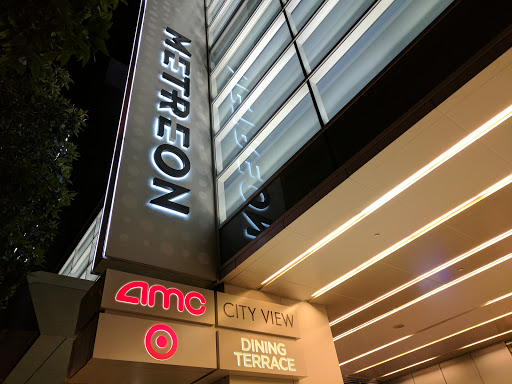 METREON
amc
CITY VIEW
DINING
TERRACE